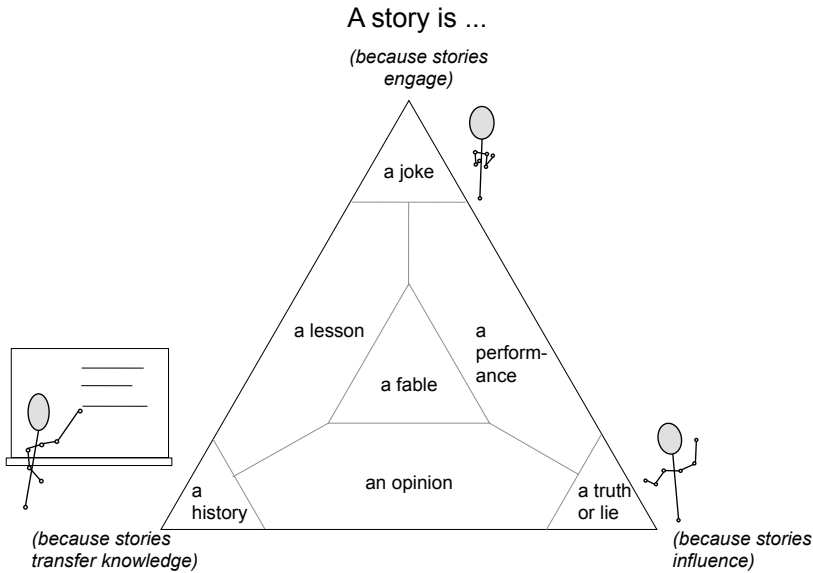 A story is ...
(because stories
engage)
a joke
a lesson
a
perform-
ance
a fable
an opinion
a
history
a truth
or lie
(because stories
transfer knowledge)
(because stories
influence)